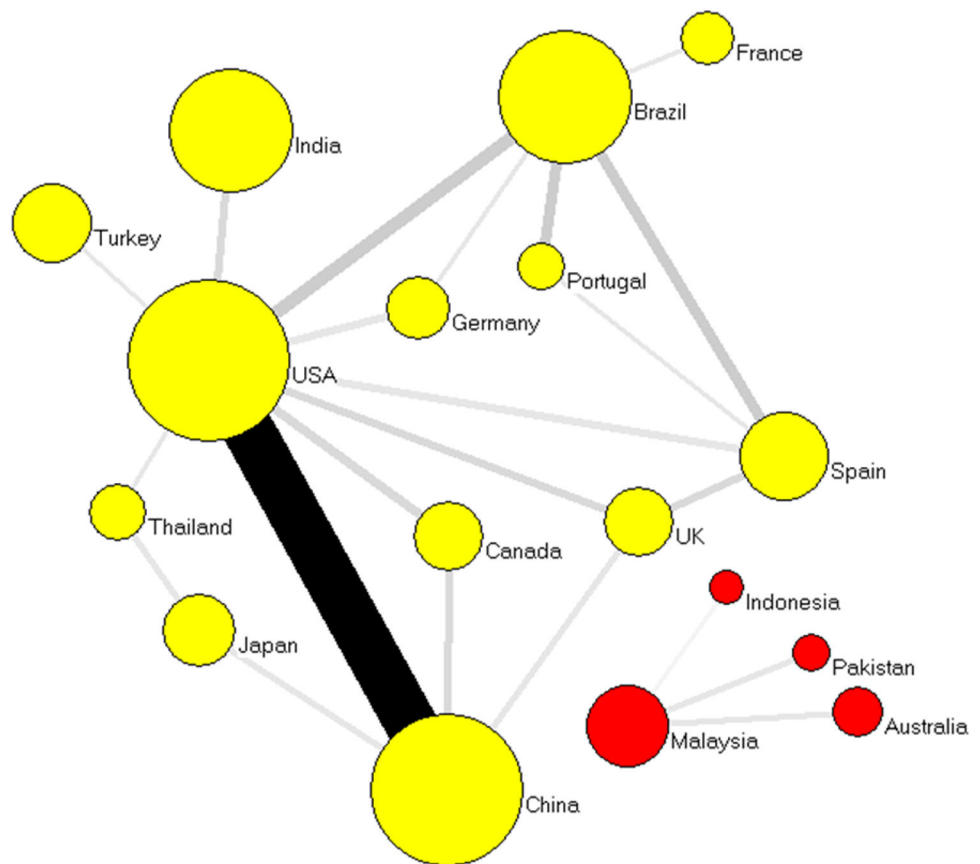 France
Brazil
India
Turkey
Portugal
Germany
USA
Spain
Thailand
Canada
UK
Indonesia
Japan
Pakistan
Australia
Malaysia
China